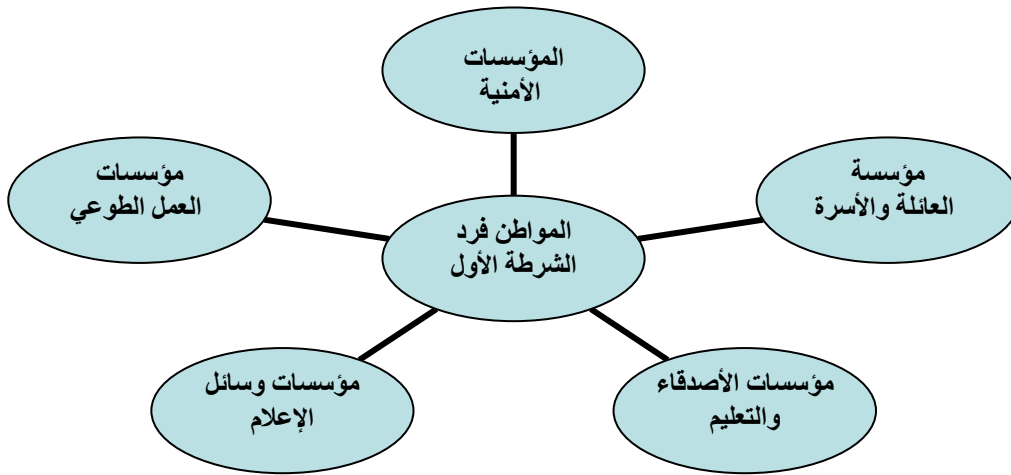 المؤسسات
الأمنية
مؤسسة
العائلة والأسرة
مؤسسات
العمل الطوعي
المواطن فرد
الشرطة الأول
مؤسسات الأصدقاء
والتعليم
مؤسسات وسائل
الإعلام